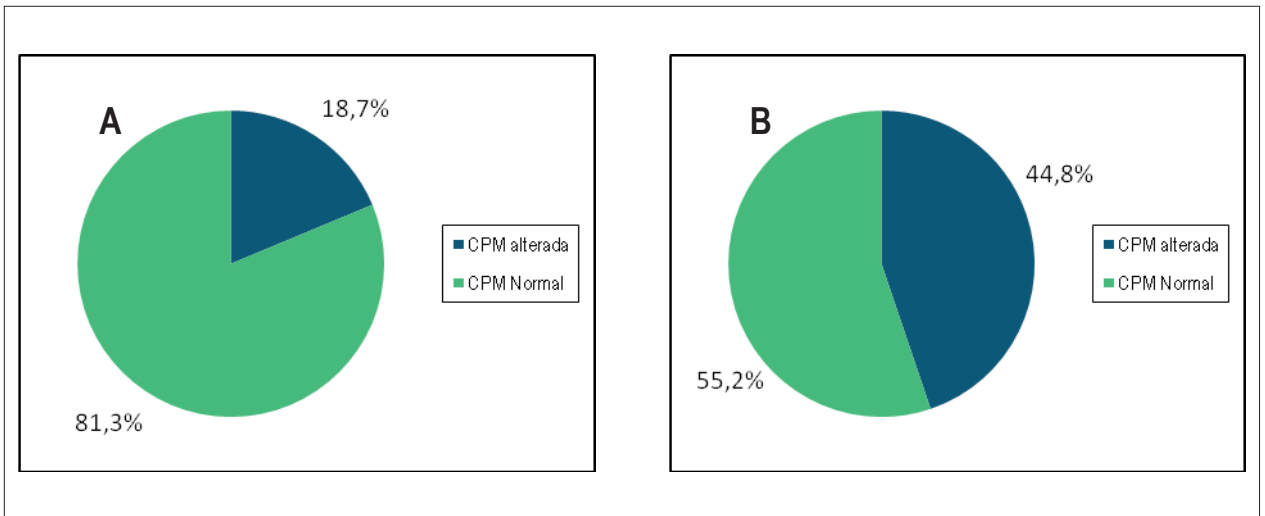 A
18,7%
CPM alterada
CPM Normal
81,3%
B
44,8%
CPM alterada
CPM Normal
55,2%